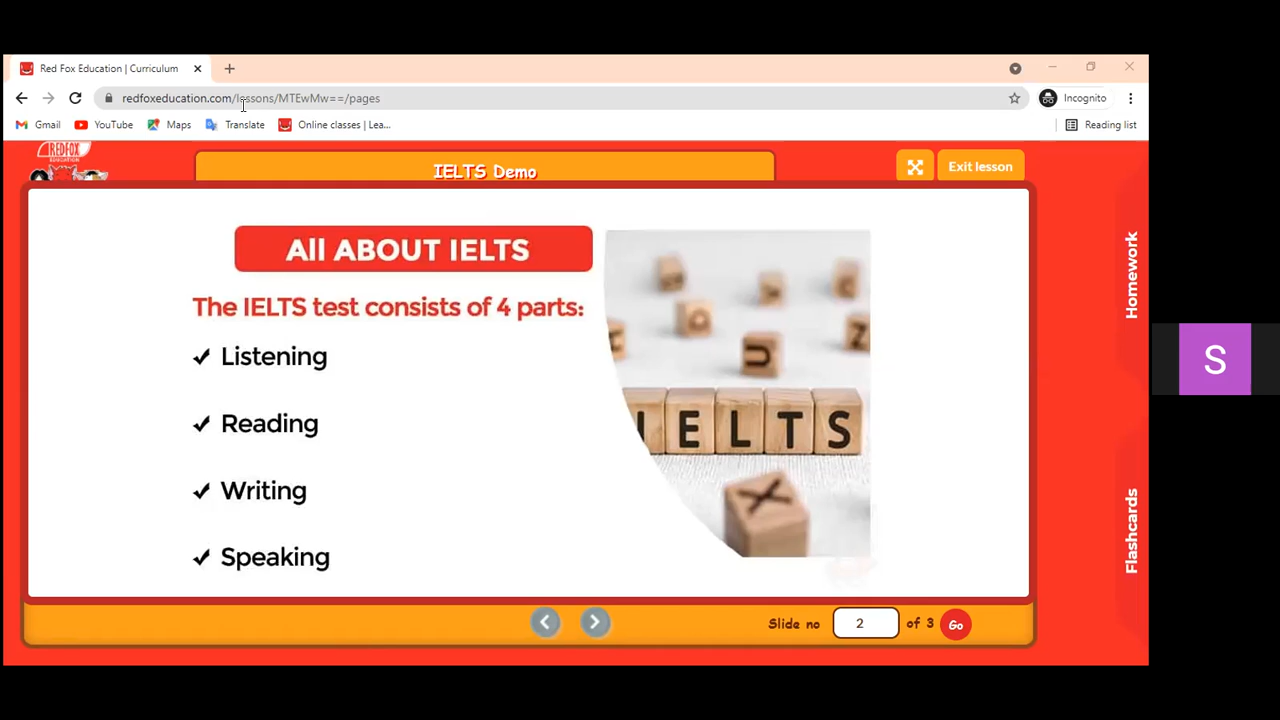 Red Fox Education | Curriculum
redfoxeducation.com/lessons/MTEwMw==/pages
Incognito
Gmail
YouTube
Maps
Translate
Online classes | Lea...
Reading list
REDFOX
EDUCATION
IELTS Demo
Exit lesson
All ABOUT IELTS
The IELTS test consists of 4 parts:
✓ Listening
✓ Reading
✓ Writing
✓ Speaking
IELTS
U
X
Homework
Flashcards
S
Slide no 2 of 3 Go